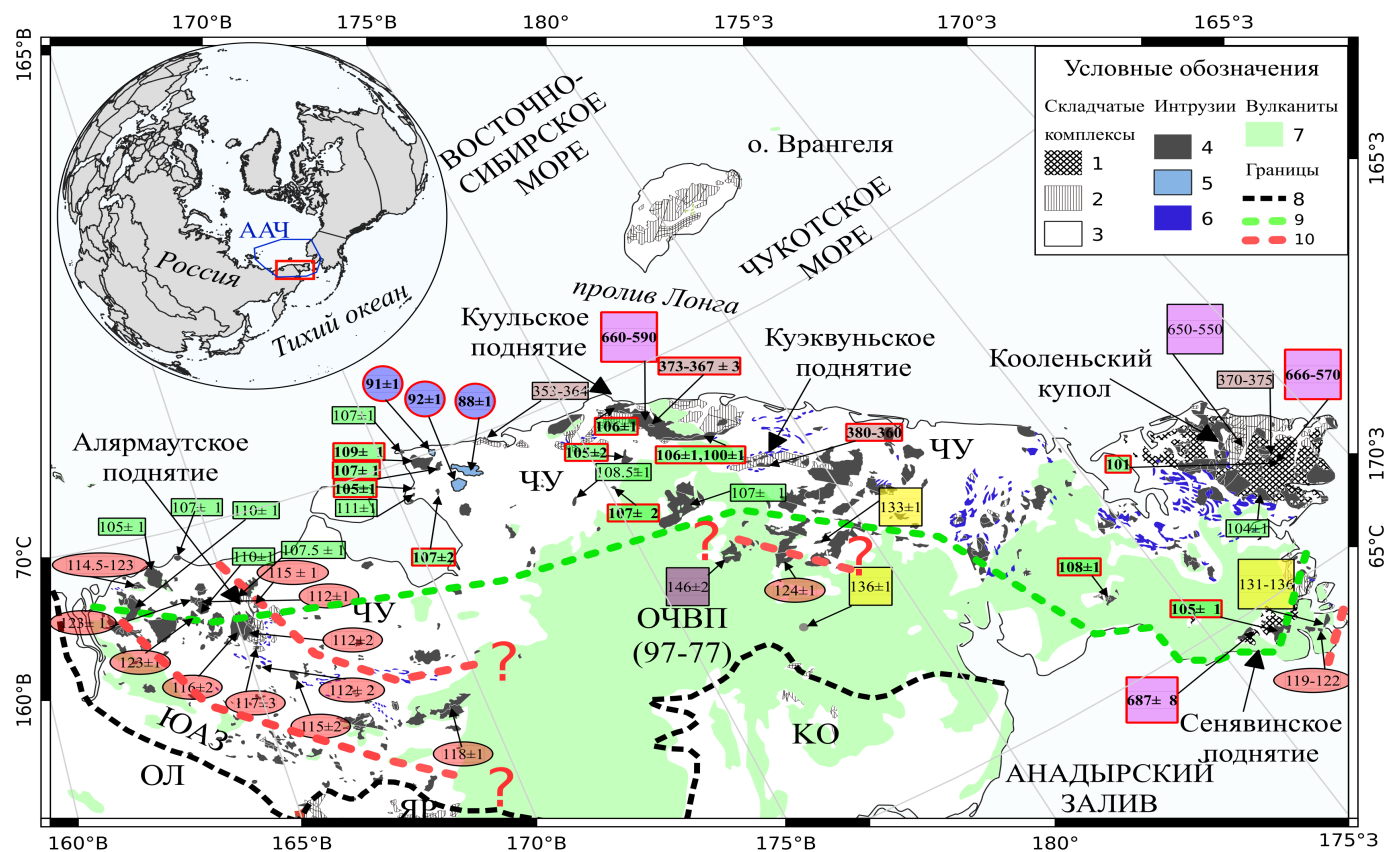 170°В
175°В
180°
175°З
170°З
165°З
165°В
Условные обозначения
Складчатые
комплексы
1
2
3
Интрузии
4
5
6
Вулканиты
7
Границы
8
9
10
ВОСТОЧНО-
СИБИРСКОЕ
МОРЕ
о. Врангеля
165°З
ААЧ
Россия
Тихий океан
ЧУКОТСКОЕ
МОРЕ
пролив Лонга
Куульское
поднятие
660-590
373-367 ± 3
Куэквуньское
поднятие
650-550
Кооленьский
купол
370-375
666-570
91±1
92±1
88±1
353-364
107±1
106±1
380-360
ЧУ
170°З
Алярмаутское
поднятие
109± 1
107± 1
105±1
111±1
105±2
106±1,100±1
108.5±1
ЧУ
101
107± 1
110± 1
105± 1
107± 2
107± 1
133±1
104±1
110±1
107.5 ± 1
107±2
70°С
65°С
114.5-123
115 ± 1
?
?
108±1
112±1
146±2
124±1
136±1
131-136
123± 1
ЧУ
105± 1
ОЧВП
(97-77)
112±2
123±1
?
119-122
116±2
112± 2
117±3
687± 8
160°В
115±2
ЮАЗ
КО
Сенявинское
поднятие
118±1
ОЛ
?
АНАДЫРСКИЙ
ЗАЛИВ
ЯР
160°В
165°В
170°В
175°В
180°
175°З